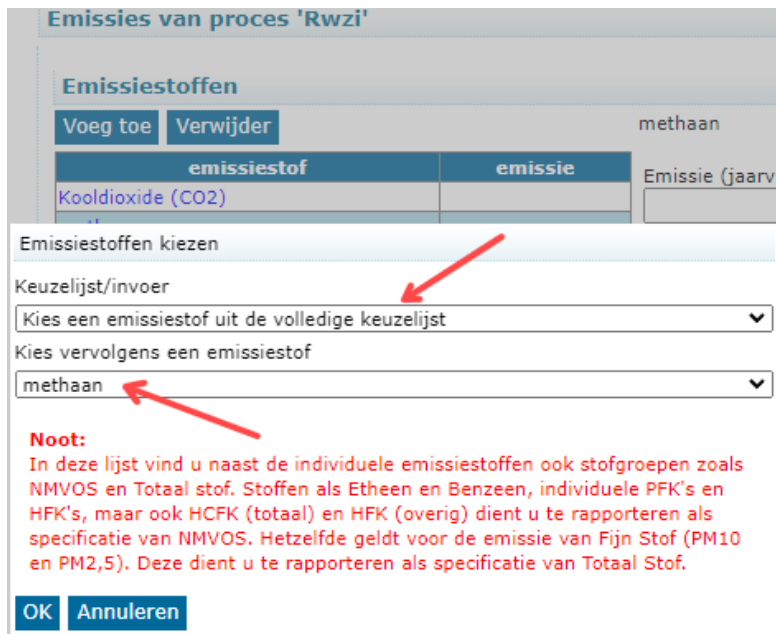 Emissies van proces 'Rwzi'
Emissiestoffen
Voeg toe Verwijder
methaan
emissiestof emissie
Emissie (jaarv
Kooldioxide (CO2)
Emissiestoffen kiezen
Keuzelijst/invoer
Kies een emissiestof uit de volledige keuzelijst
Kies vervolgens een emissiestof
methaan
Noot:
In deze lijst vind u naast de individuele emissiestoffen ook stofgroepen zoals
NMVOS en Totaal stof. Stoffen als Etheen en Benzeen, individuele PFK's en
HFK's, maar ook HCFK (totaal) en HFK (overig) dient u te rapporteren als
specificatie van NMVOS. Hetzelfde geldt voor de emissie van Fijn Stof (PM10
en PM2,5). Deze dient u te rapporteren als specificatie van Totaal Stof.
OK Annuleren